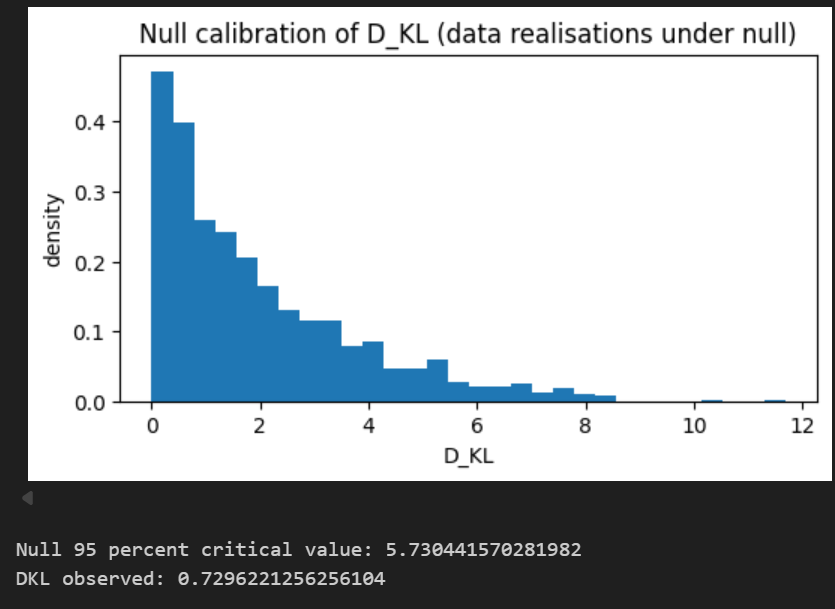 Null calibration of D_KL (data realisations under null)
density
0.4
0.3
0.2
0.1
0.0
0 2 4 6 8 10 12
D_KL
Null 95 percent critical value: 5.730441570281982
DKL observed: 0.7296221256256104